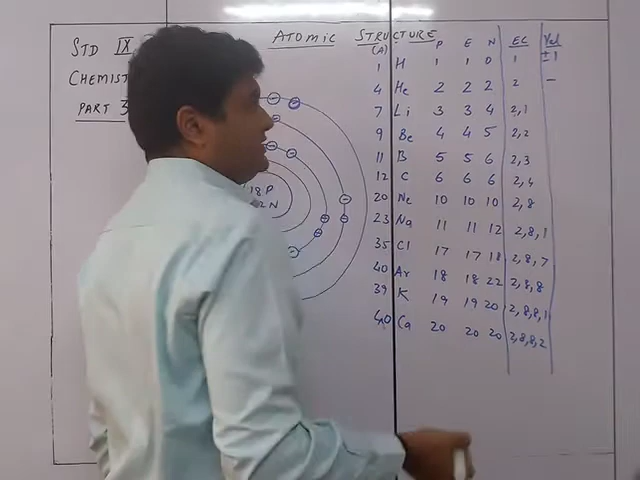 STD IX
ATOMIC STRUCTURE
CHEMIST
PART 3
18 P
2 N
(A) P E N EC Val
1 H 1 1 0 1 ±1
4 He 2 2 2 2 –
7 Li 3 3 4 2,1
9 Be 4 4 5 2,2
11 B 5 5 6 2,3
12 C 6 6 6 2,4
20 Ne 10 10 10 2,8
23 Na 11 11 12 2,8,1
35 Cl 17 17 18 2,8,7
40 Ar 18 18 22 2,8,8
39 K 19 19 20 2,8,8,1
40 Ca 20 20 20 2,8,8,2